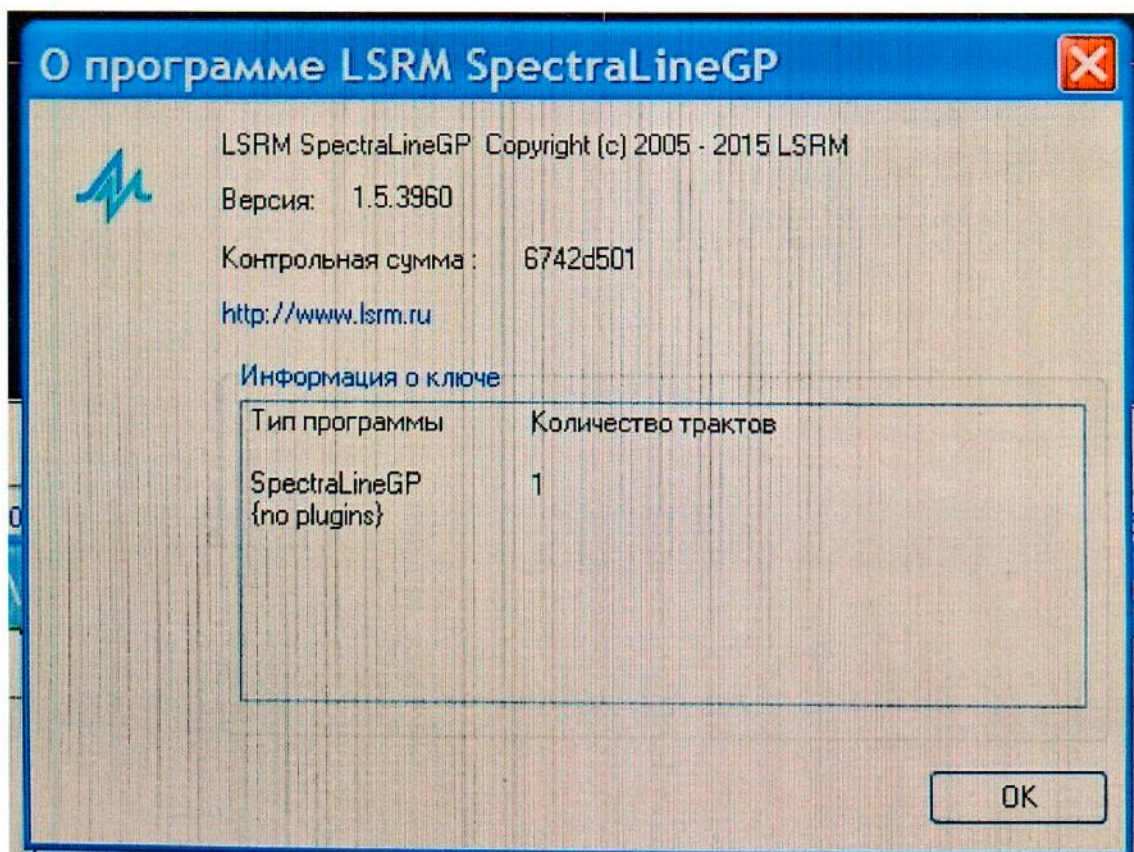 О программе LSRM SpectraLineGP
LSRM SpectraLineGP Copyright (c) 2005 - 2015 LSRM
Версия: 1.5.3960
Контрольная сумма : 6742d501
http://www.lsrm.ru
Информация о ключе
Тип программы Количество трактов
SpectraLineGP 1
{no plugins}
OK